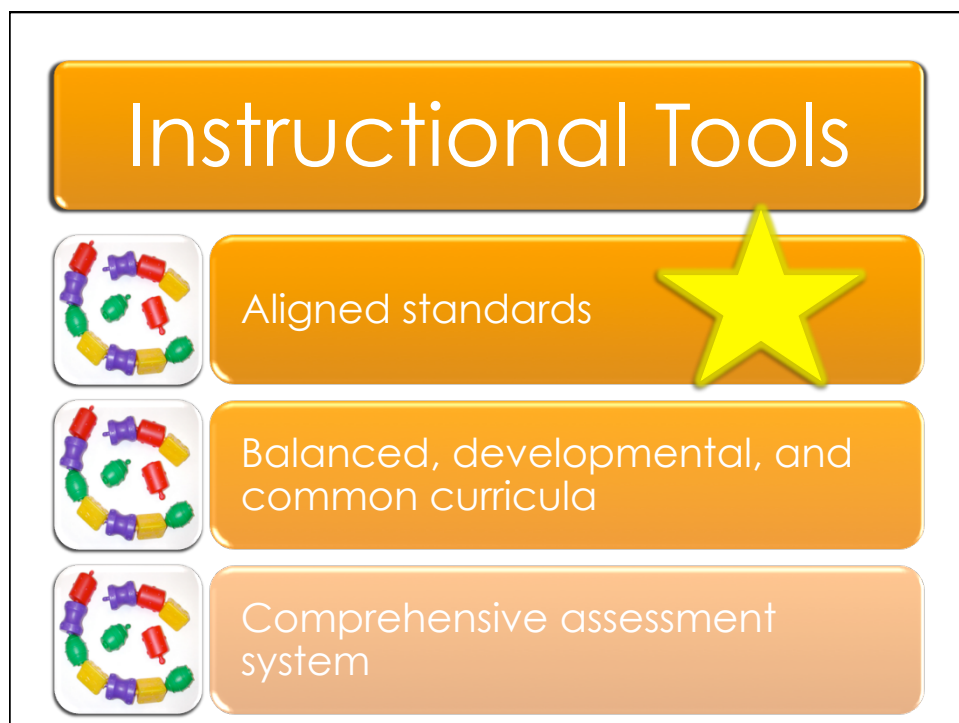 Instructional Tools
Aligned standards
Balanced, developmental, and
common curricula
Comprehensive assessment
system